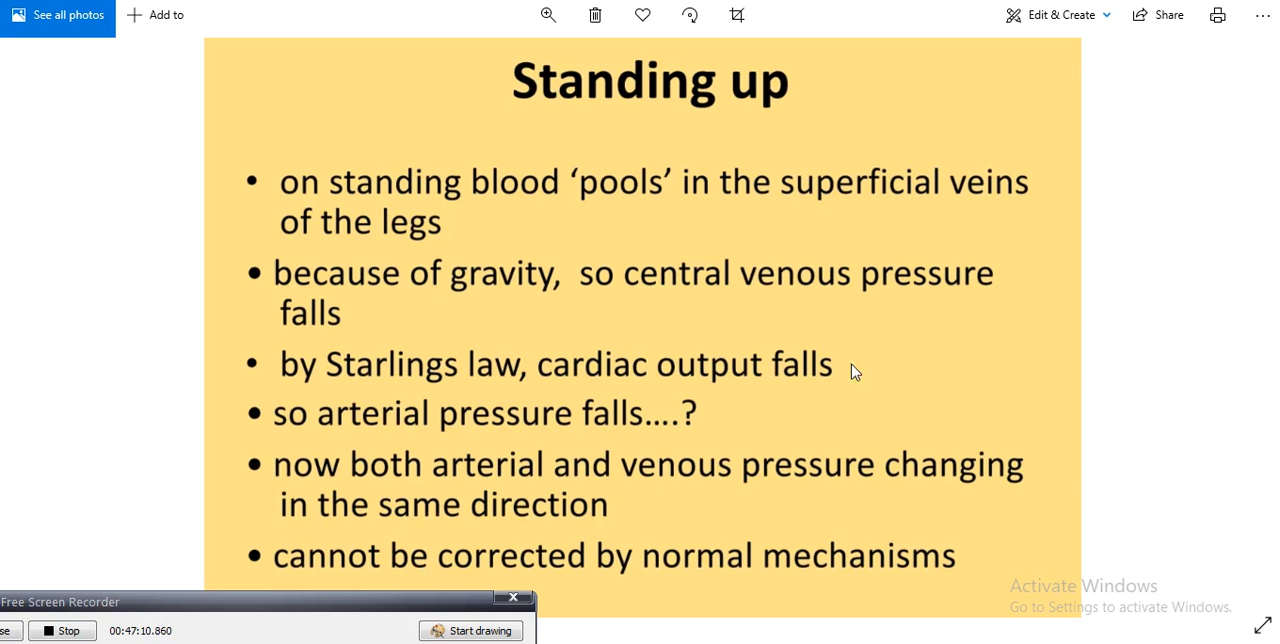 See all photos
Add to
Edit & Create
Share
Standing up
• on standing blood ‘pools’ in the superficial veins
of the legs
• because of gravity, so central venous pressure
falls
• by Starlings law, cardiac output falls
• so arterial pressure falls....?
• now both arterial and venous pressure changing
in the same direction
• cannot be corrected by normal mechanisms
Activate Windows
Go to Settings to activate Windows.
Free Screen Recorder
se
Stop
00:47:10.860
Start drawing